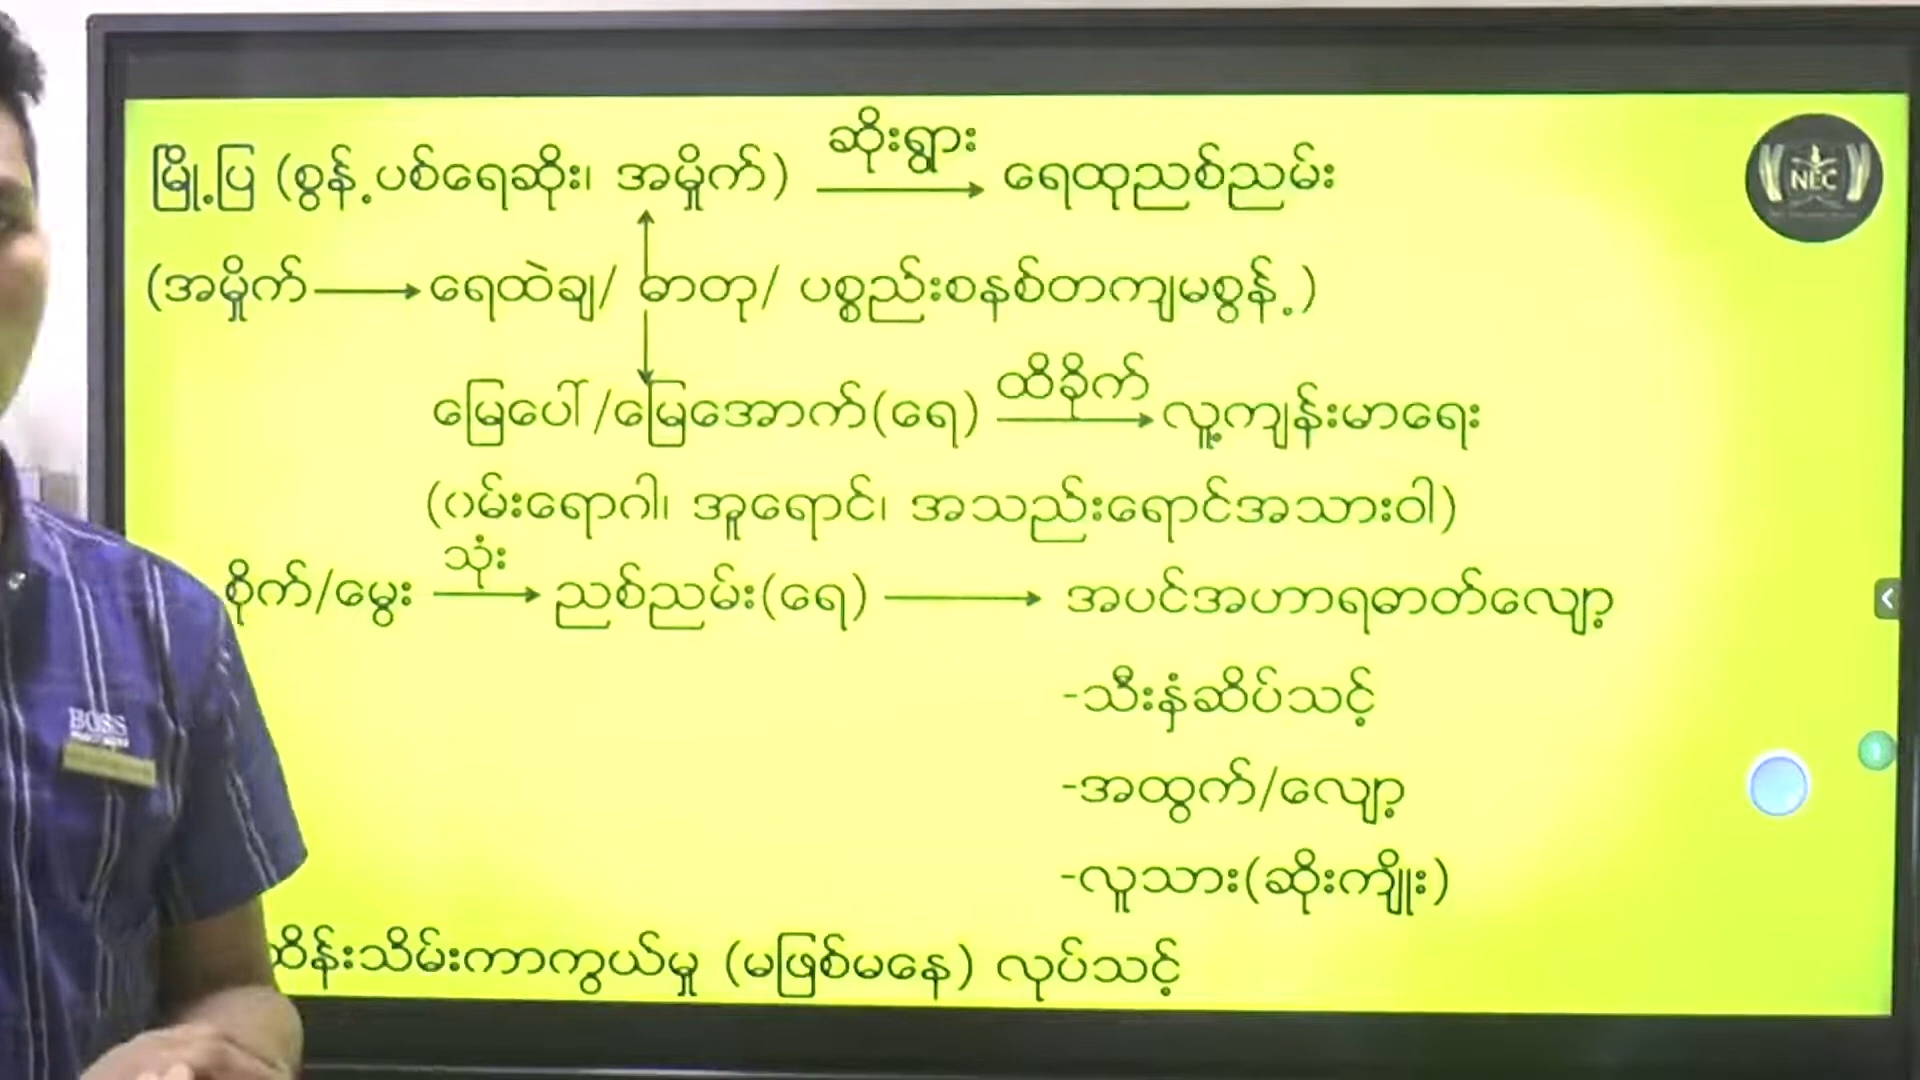 ဆိုးရွား
မြို့ပြ (စွန့်ပစ်ရေဆိုး၊ အမှိုက်) → ရေထုညစ်ညမ်း
(အမှိုက် → ရေထဲချ/ ဓာတု/ ပစ္စည်းစနစ်တကျမစွန့်)
ထိခိုက်
မြေပေါ်/မြေအောက်(ရေ) → လူ့ကျန်းမာရေး
(ဝမ်းရောဂါ၊ အူရောင်၊ အသည်းရောင်အသားဝါ)
သုံး
စိုက်/မွေး → ညစ်ညမ်း(ရေ) → အပင်အဟာရဓာတ်လျော့
-သီးနှံဆိပ်သင့်
-အထွက်/လျော့
-လူသား(ဆိုးကျိုး)
ထိန်းသိမ်းကာကွယ်မှု (မဖြစ်မနေ) လုပ်သင့်
NEC
BOSS